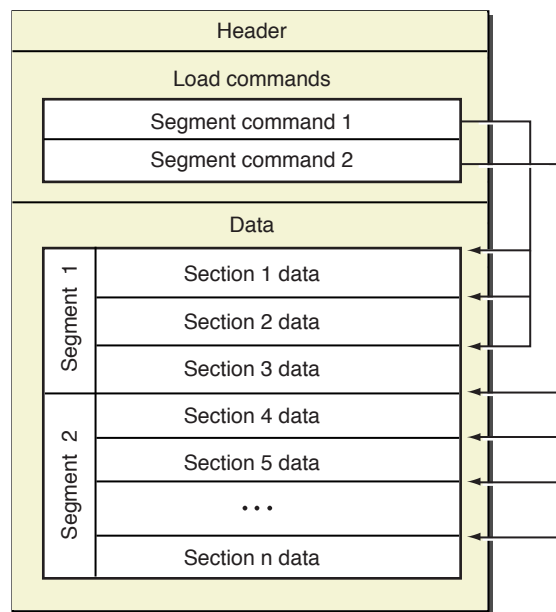 Header
Load commands
Segment command 1
Segment command 2
Data
Segment 1
Section 1 data
Section 2 data
Section 3 data
Segment 2
Section 4 data
Section 5 data
...
Section n data